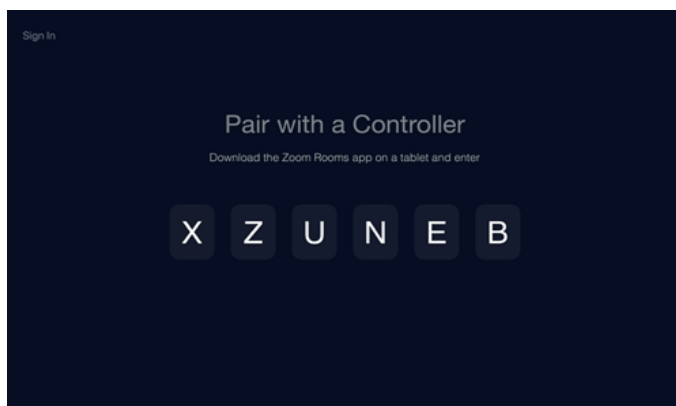 Sign In
Pair with a Controller
Download the Zoom Rooms app on a tablet and enter
X Z U N E B